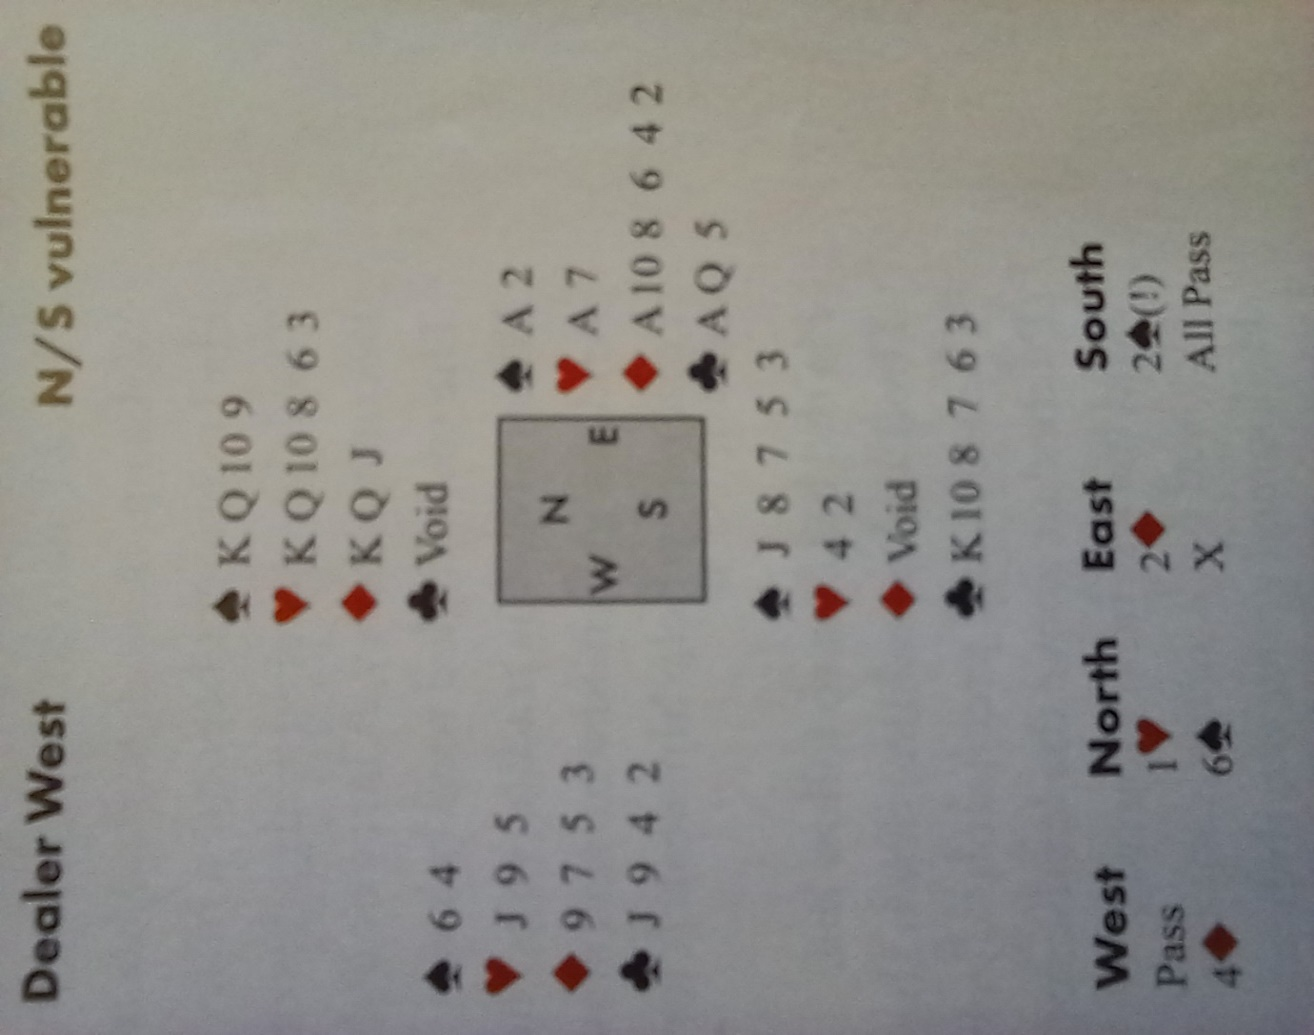 Dealer West N/S vulnerable
♠ K Q 10 9
♥ K Q 10 8 6 3
♦ K Q J
♣ Void
♠ 6 4
♥ J 9 5
♦ 9 7 5 3
♣ J 9 4 2
N
W E
S
♠ A 2
♥ A 7
♦ A 10 8 6 4 2
♣ A Q 5
♠ J 8 7 5 3
♥ 4 2
♦ Void
♣ K 10 8 7 6 3
West North East South
Pass 1♥ 2♦ 2♠(!)
4♦ 6♠ X All Pass